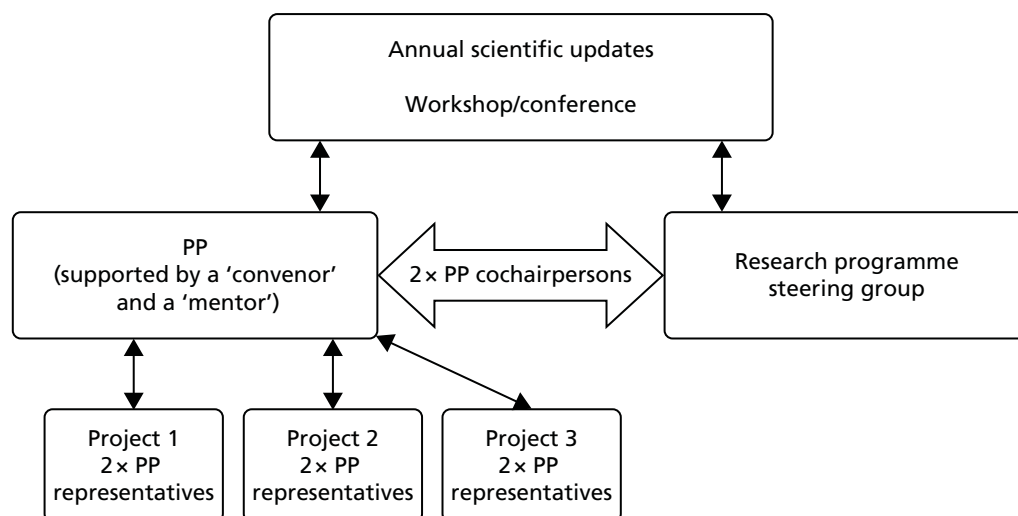 Annual scientific updates
Workshop/conference
PP
(supported by a ‘convenor’
and a ‘mentor’)
2× PP cochairpersons
Research programme
steering group
Project 1
2× PP
representatives
Project 2
2× PP
representatives
Project 3
2× PP
representatives